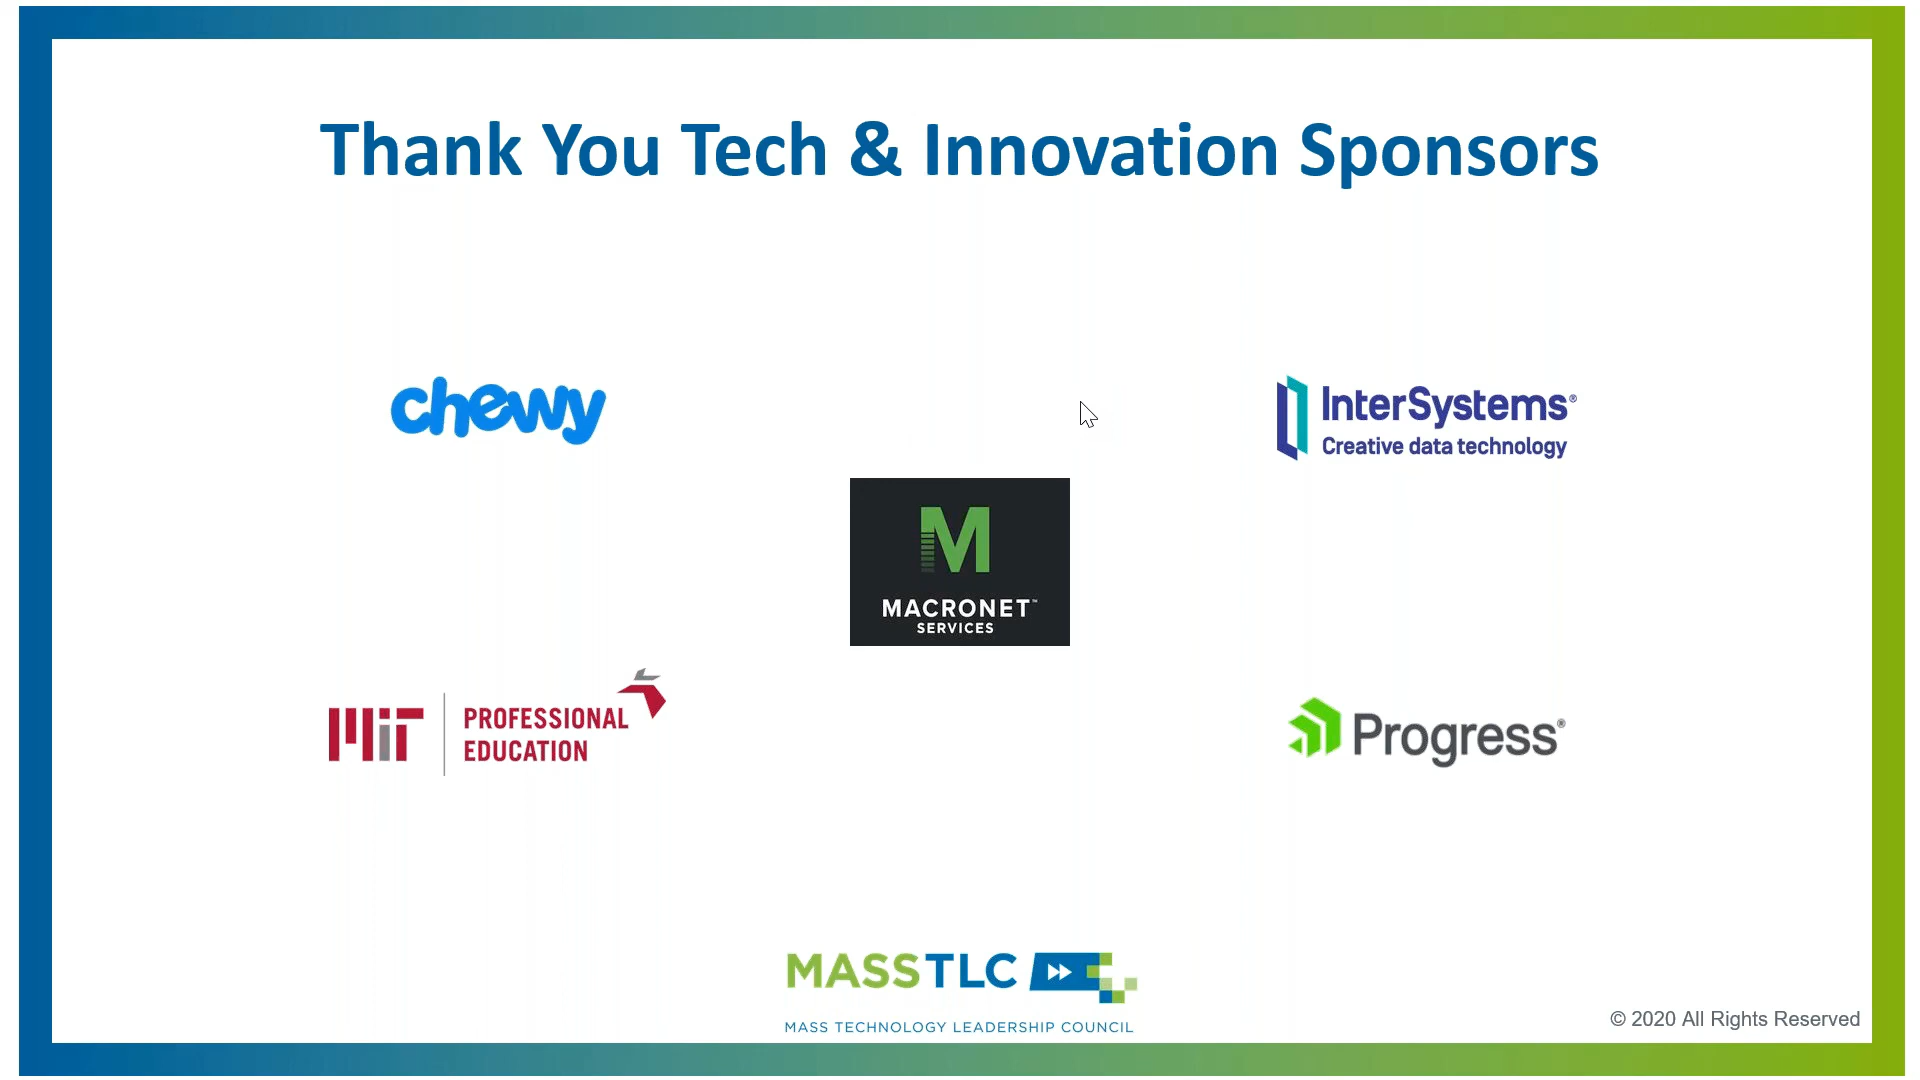 Thank You Tech & Innovation Sponsors
chewy
InterSystems®
Creative data technology
M
MACRONET™
SERVICES
MIT
PROFESSIONAL
EDUCATION
Progress®
MASSTLC
MASS TECHNOLOGY LEADERSHIP COUNCIL
© 2020 All Rights Reserved